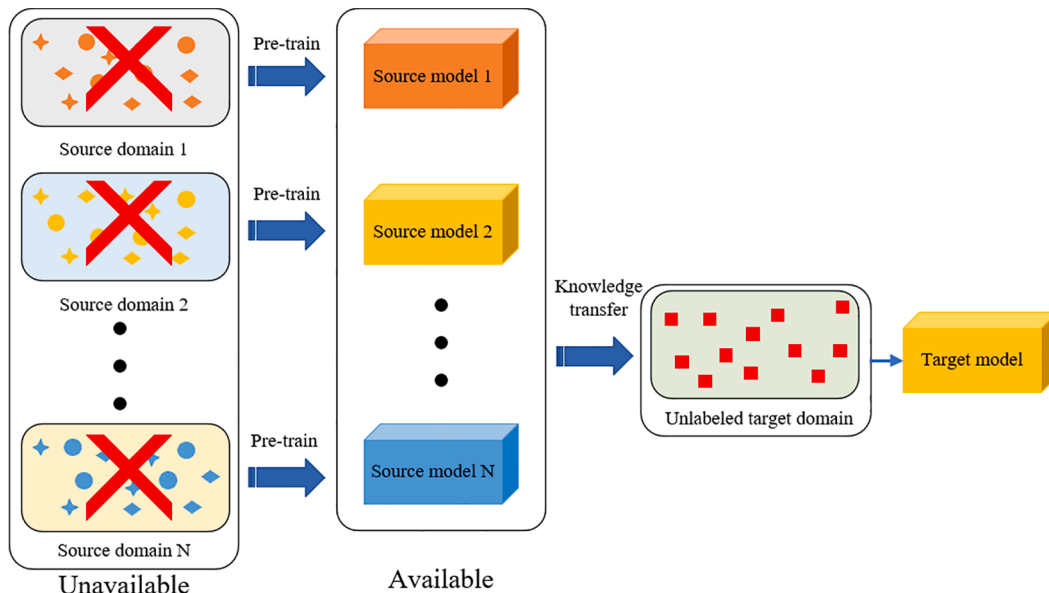 Pre-train
Source model 1
Source domain 1
Pre-train
Source model 2
Source domain 2
Knowledge
transfer
Target model
Unlabeled target domain
Pre-train
Source model N
Source domain N
Unavailable
Available